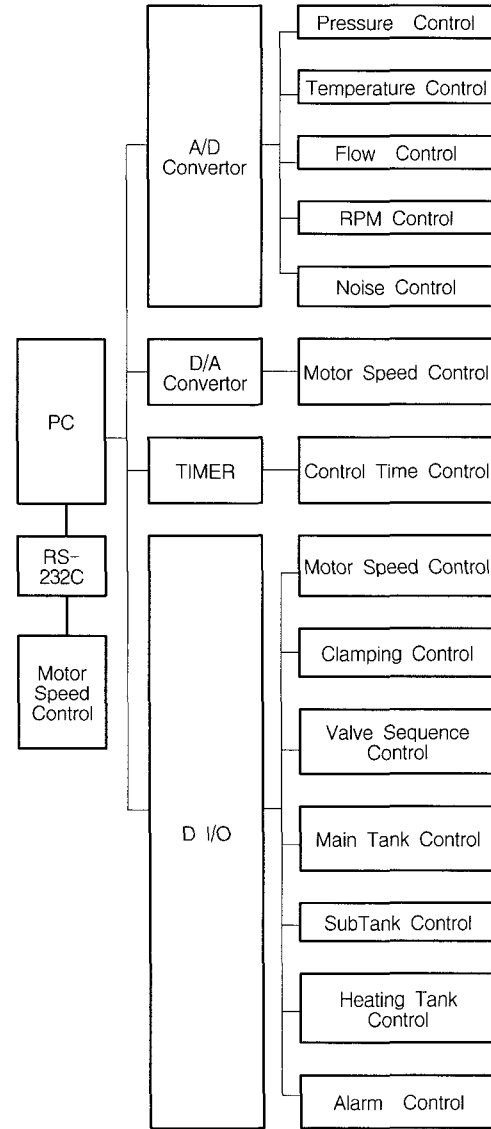 PC
RS-
232C
Motor
Speed
Control
A/D
Convertor
Pressure Control
Temperature Control
Flow Control
RPM Control
Noise Control
D/A
Convertor
Motor Speed Control
TIMER
Control Time Control
D I/O
Motor Speed Control
Clamping Control
Valve Sequence
Control
Main Tank Control
SubTank Control
Heating Tank
Control
Alarm Control